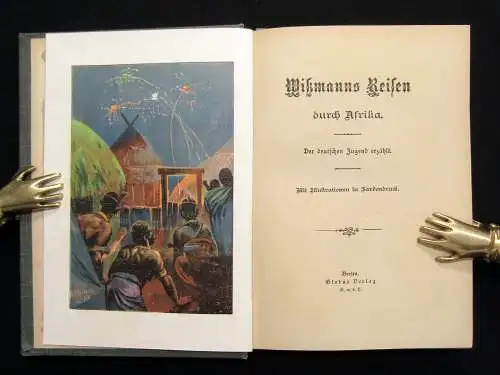 Wißmanns Reisen
durch Afrika.
Der deutschen Jugend erzählt.
Mit Illustrationen in Farbendruck.
Berlin.
Globus Verlag
G. m. b. H.